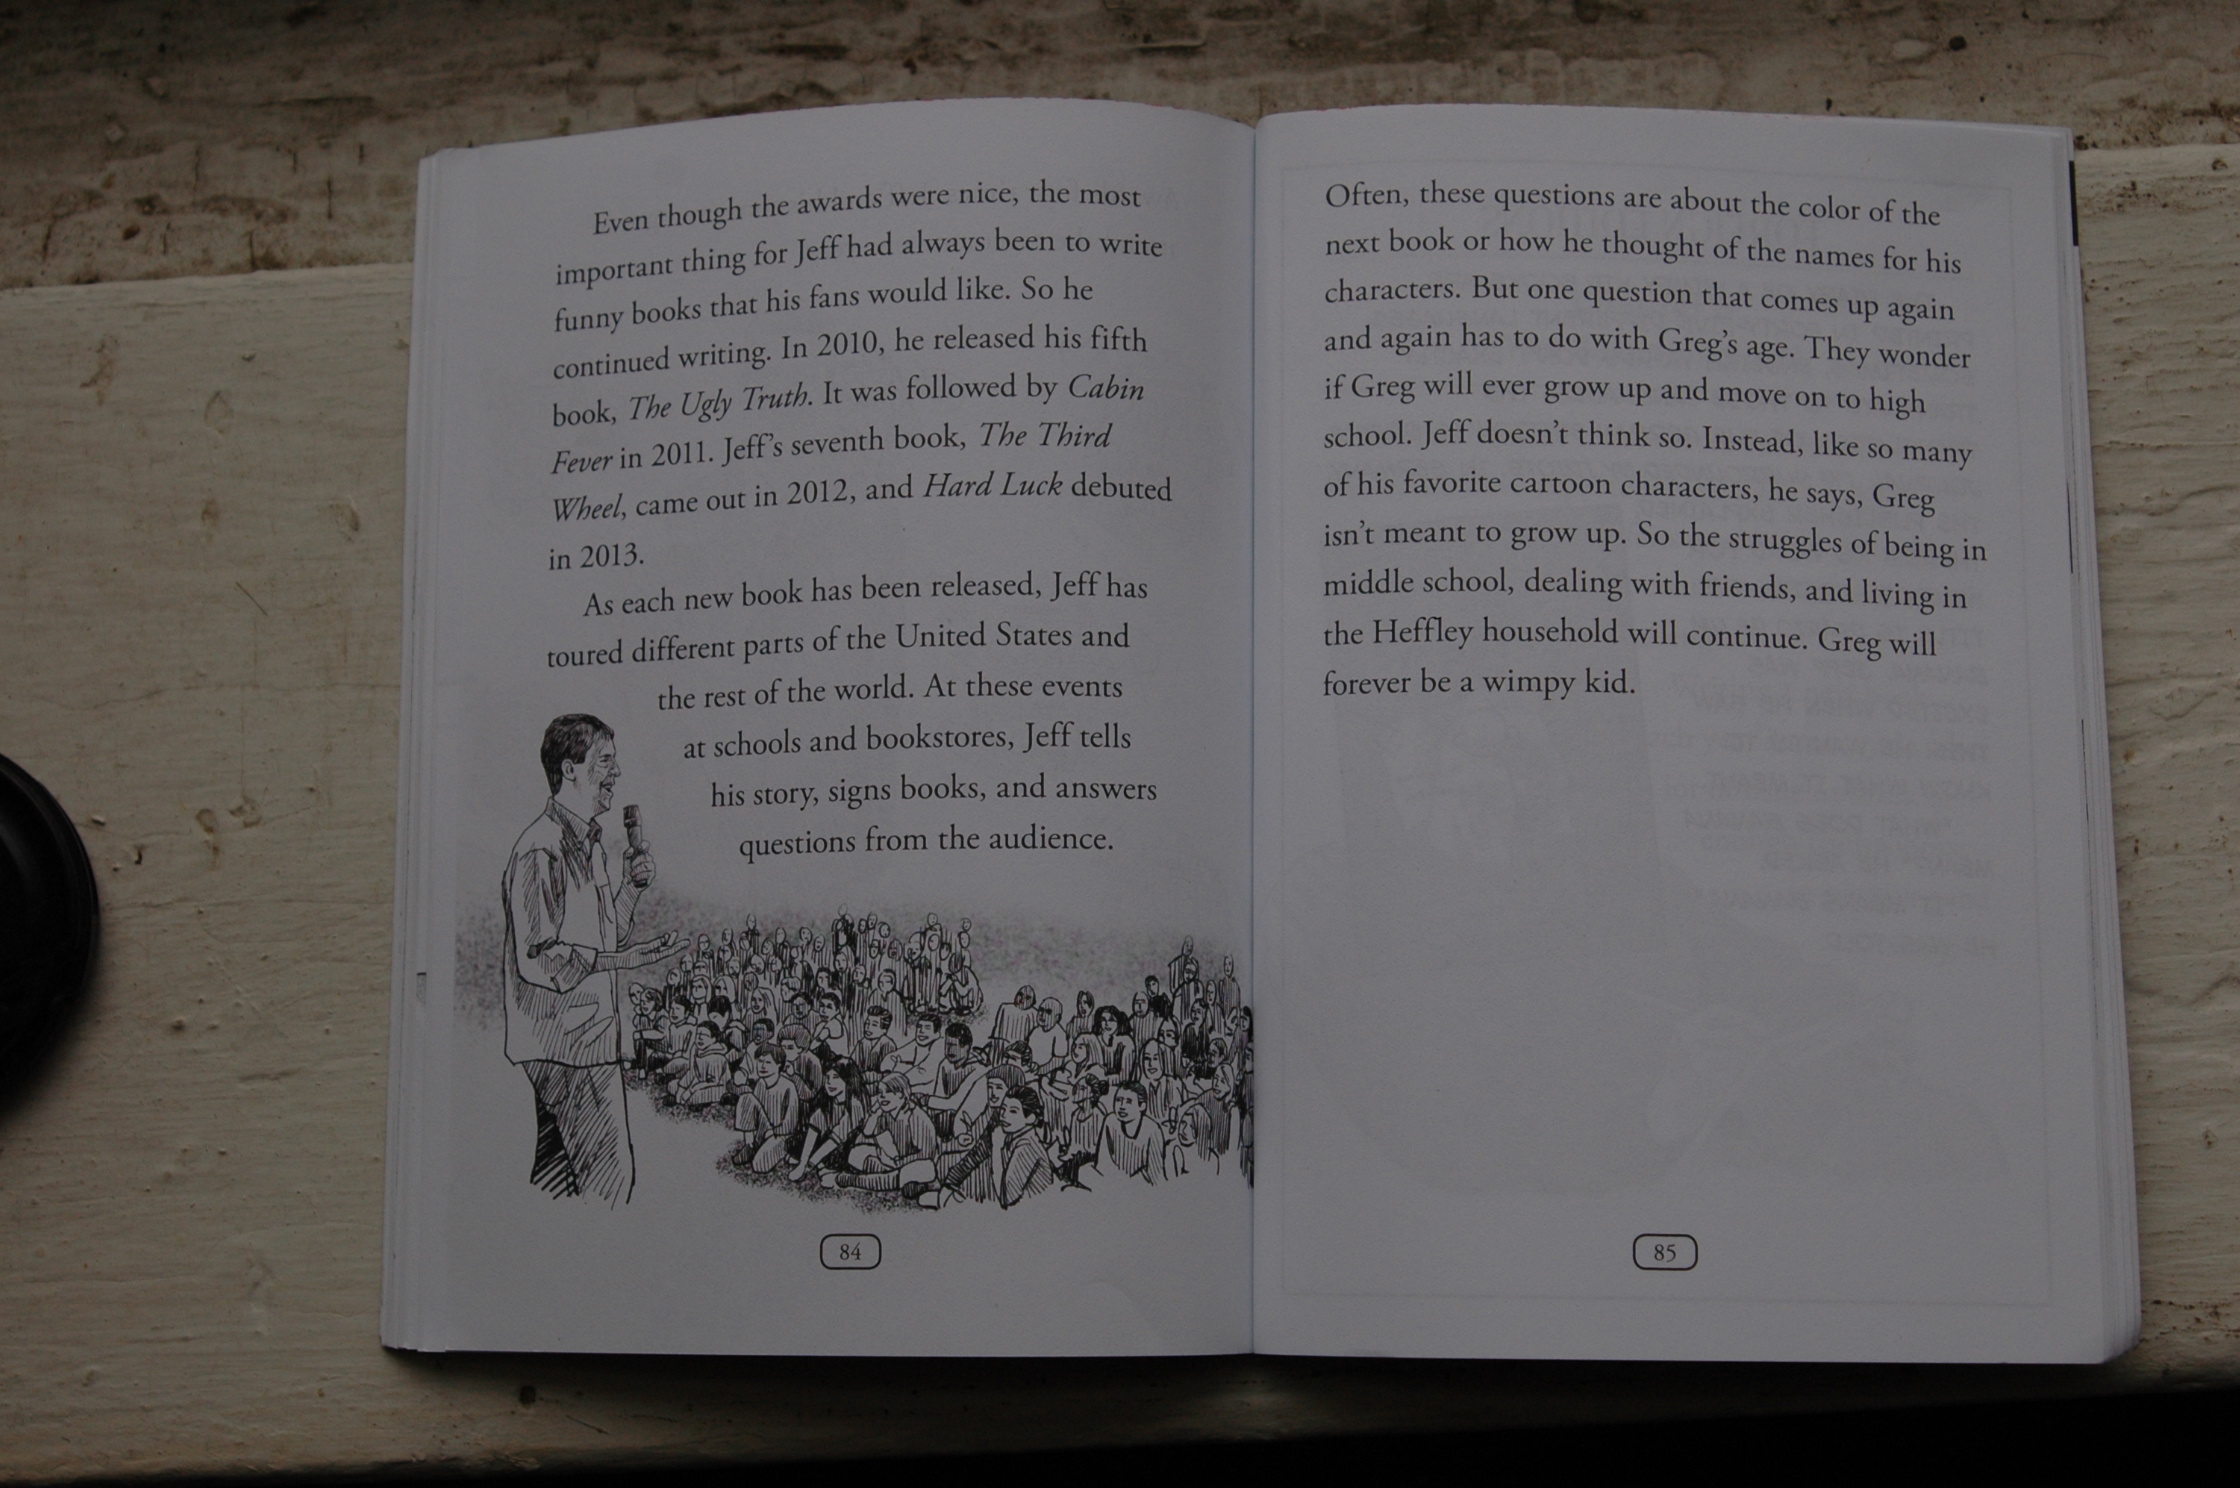 Even though the awards were nice, the most
important thing for Jeff had always been to write
funny books that his fans would like. So he
continued writing. In 2010, he released his fifth
book, The Ugly Truth. It was followed by Cabin
Fever in 2011. Jeff's seventh book, The Third
Wheel, came out in 2012, and Hard Luck debuted
in 2013.
As each new book has been released, Jeff has
toured different parts of the United States and
the rest of the world. At these events
at schools and bookstores, Jeff tells
his story, signs books, and answers
questions from the audience.
84
Often, these questions are about the color of the
next book or how he thought of the names for his
characters. But one question that comes up again
and again has to do with Greg's age. They wonder
if Greg will ever grow up and move on to high
school. Jeff doesn't think so. Instead, like so many
of his favorite cartoon characters, he says, Greg
isn't meant to grow up. So the struggles of being in
middle school, dealing with friends, and living in
the Heffley household will continue. Greg will
forever be a wimpy kid.
85